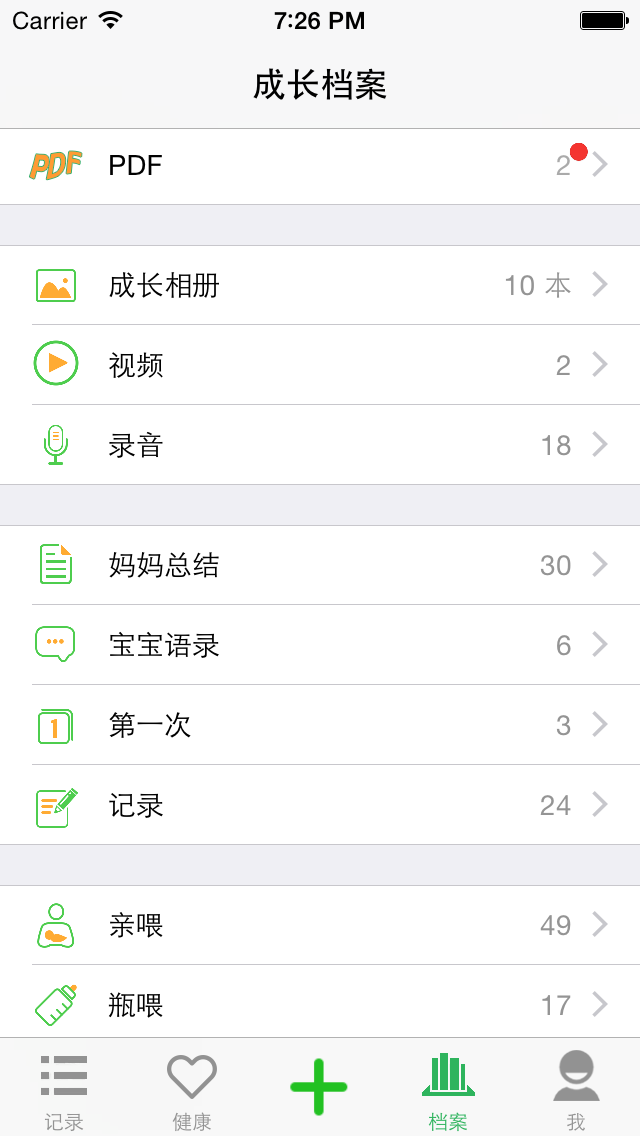 Carrier 7:26 PM
成长档案
PDF PDF 2
成长相册 10 本
视频 2
录音 18
妈妈总结 30
宝宝语录 6
1 第一次 3
记录 24
亲喂 49
瓶喂 17
记录 健康 档案 我